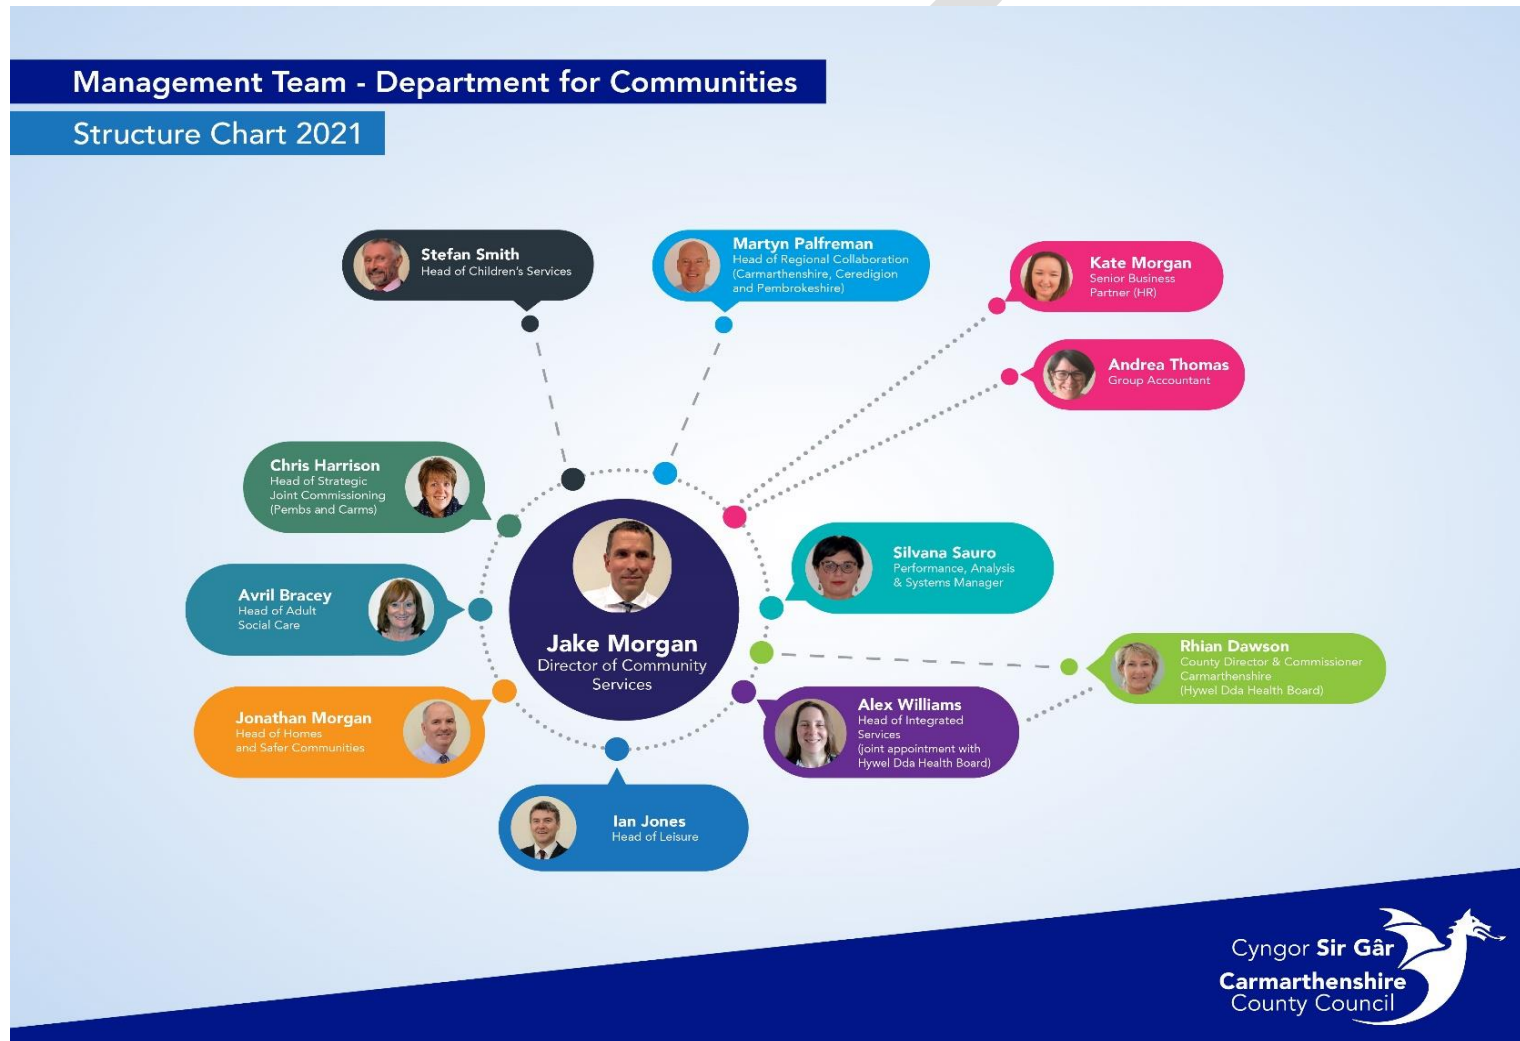 Management Team - Department for Communities
Structure Chart 2021
Stefan Smith
Head of Children's Services
Martyn Palfreman
Head of Regional Collaboration
(Carmarthenshire, Ceredigion
and Pembrokeshire)
Kate Morgan
Senior Business
Partner (HR)
Andrea Thomas
Group Accountant
Chris Harrison
Head of Strategic
Joint Commissioning
(Pembs and Carms)
Silvana Sauro
Performance, Analysis
& Systems Manager
Avril Bracey
Head of Adult
Social Care
Jake Morgan
Director of Community
Services
Rhian Dawson
County Director & Commissioner
Carmarthenshire
(Hywel Dda Health Board)
Jonathan Morgan
Head of Homes
and Safer Communities
Alex Williams
Head of Integrated
Services
(joint appointment with
Hywel Dda Health Board)
Ian Jones
Head of Leisure
Cyngor Sir Gâr
Carmarthenshire
County Council